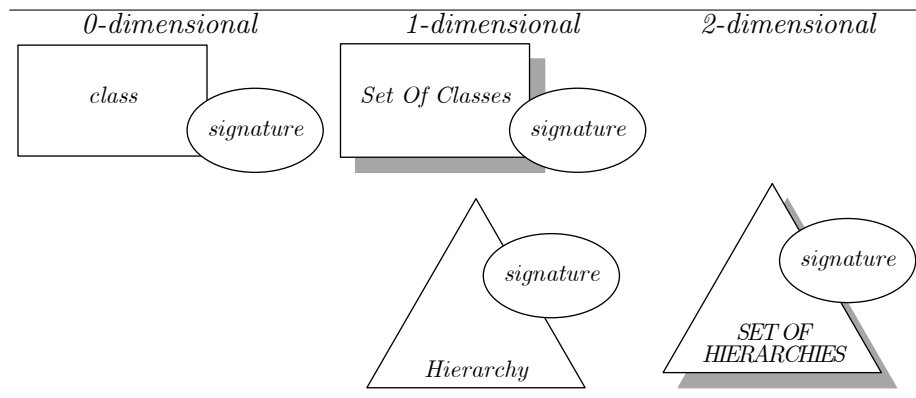 0-dimensional
1-dimensional
2-dimensional
class
signature
Set Of Classes
signature
signature
Hierarchy
signature
SET OF
HIERARCHIES